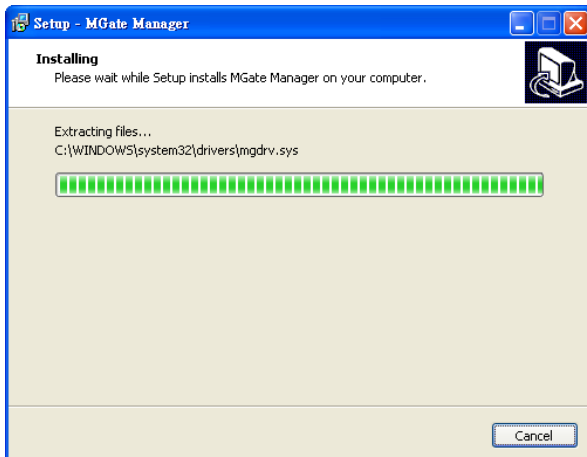 Setup - MGate Manager
Installing
Please wait while Setup installs MGate Manager on your computer.
Extracting files...
C:\WINDOWS\system32\drivers\mgdrv.sys
Cancel